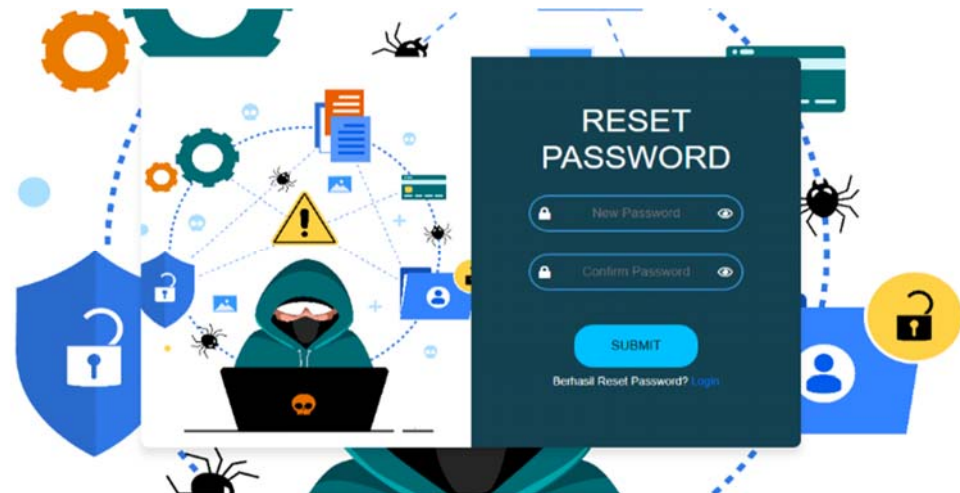 RESET
PASSWORD
New Password
Confirm Password
SUBMIT
Berhasil Reset Password? Login